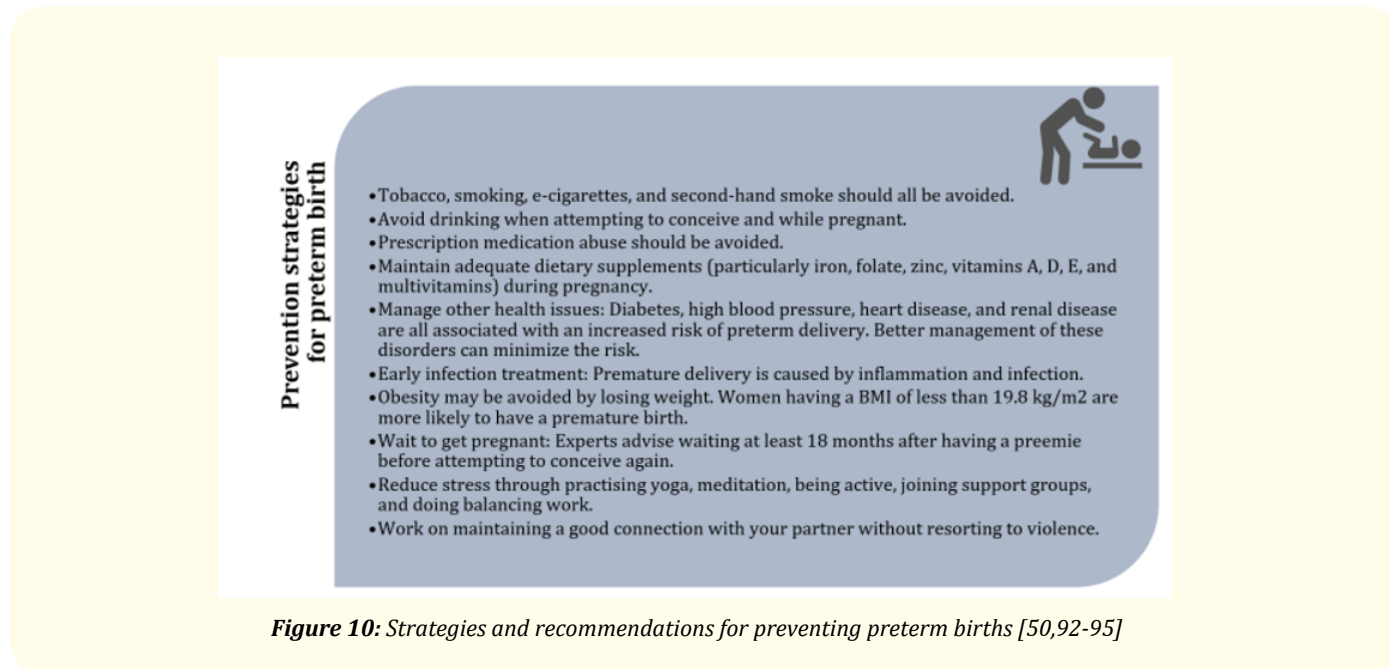 Prevention strategies
for preterm birth
•Tobacco, smoking, e-cigarettes, and second-hand smoke should all be avoided.
•Avoid drinking when attempting to conceive and while pregnant.
•Prescription medication abuse should be avoided.
•Maintain adequate dietary supplements (particularly iron, folate, zinc, vitamins A, D, E, and
multivitamins) during pregnancy.
•Manage other health issues: Diabetes, high blood pressure, heart disease, and renal disease
are all associated with an increased risk of preterm delivery. Better management of these
disorders can minimize the risk.
•Early infection treatment: Premature delivery is caused by inflammation and infection.
•Obesity may be avoided by losing weight. Women having a BMI of less than 19.8 kg/m2 are
more likely to have a premature birth.
•Wait to get pregnant: Experts advise waiting at least 18 months after having a preemie
before attempting to conceive again.
•Reduce stress through practising yoga, meditation, being active, joining support groups,
and doing balancing work.
•Work on maintaining a good connection with your partner without resorting to violence.
Figure 10: Strategies and recommendations for preventing preterm births [50,92-95]